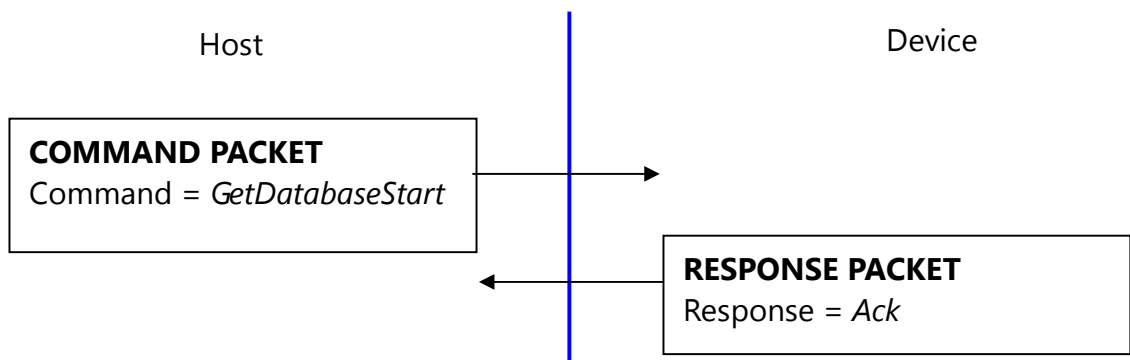 Host
Device
COMMAND PACKET
Command = GetDatabaseStart
RESPONSE PACKET
Response = Ack